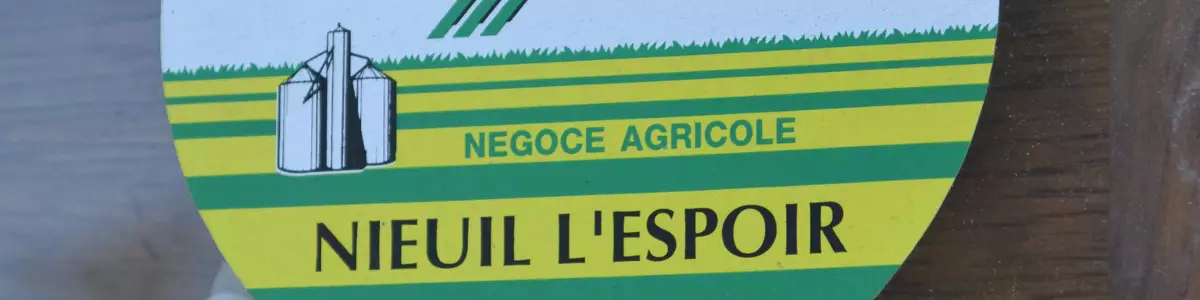 NEGOCE AGRICOLE
NIEUIL L'ESPOIR